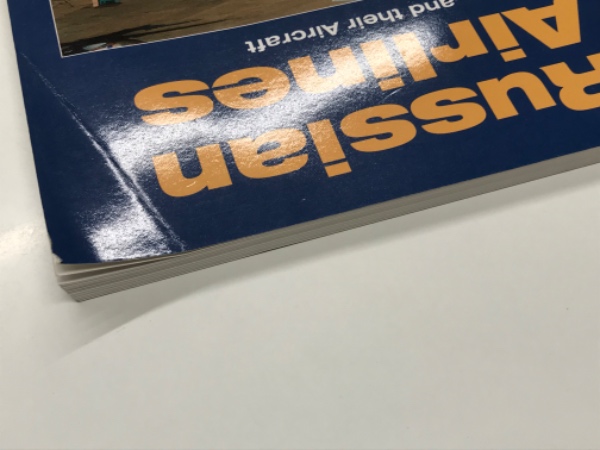 Russian
Airlines
and their Aircraft